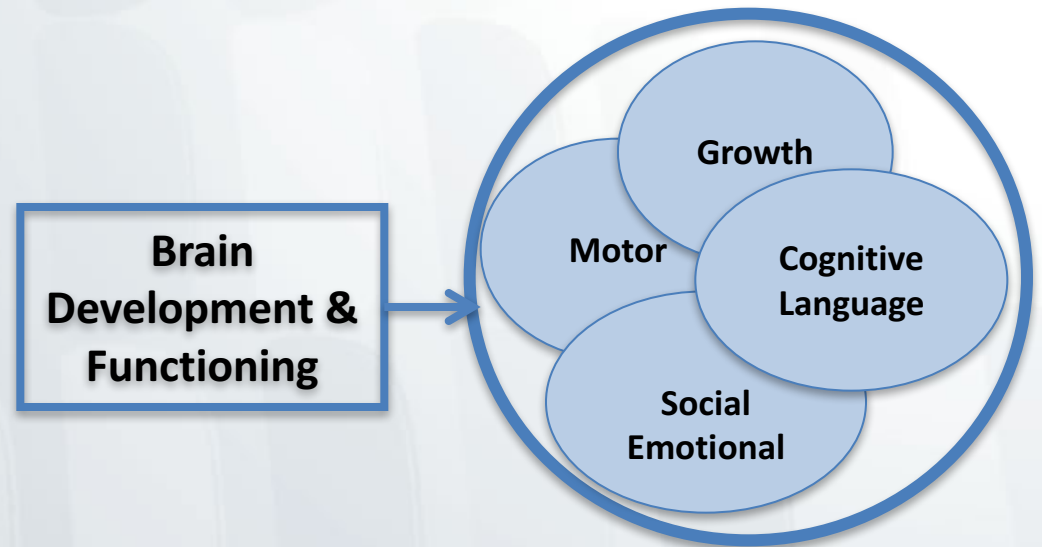 Brain
Development &
Functioning
Growth
Motor
Cognitive
Language
Social
Emotional